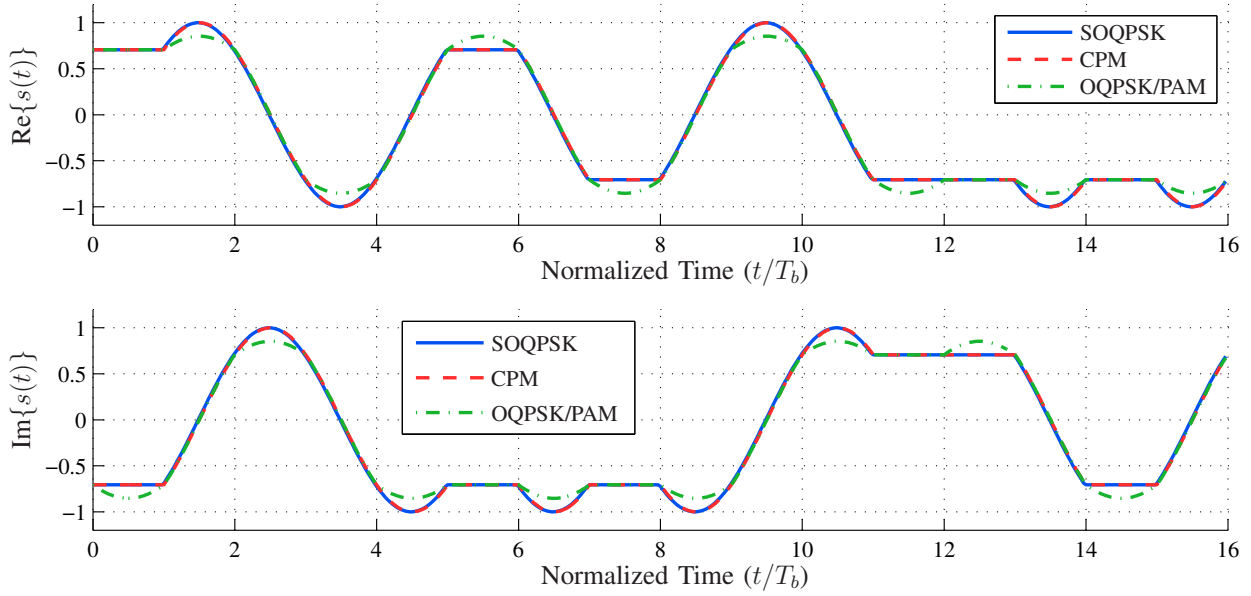 1
0.5
0
−0.5
−1
Re{s(t)}
SOQPSK
CPM
OQPSK/PAM
0 2 4 6 8 10 12 14 16
Normalized Time (t/T_b)
1
0.5
0
−0.5
−1
Im{s(t)}
SOQPSK
CPM
OQPSK/PAM
0 2 4 6 8 10 12 14 16
Normalized Time (t/T_b)